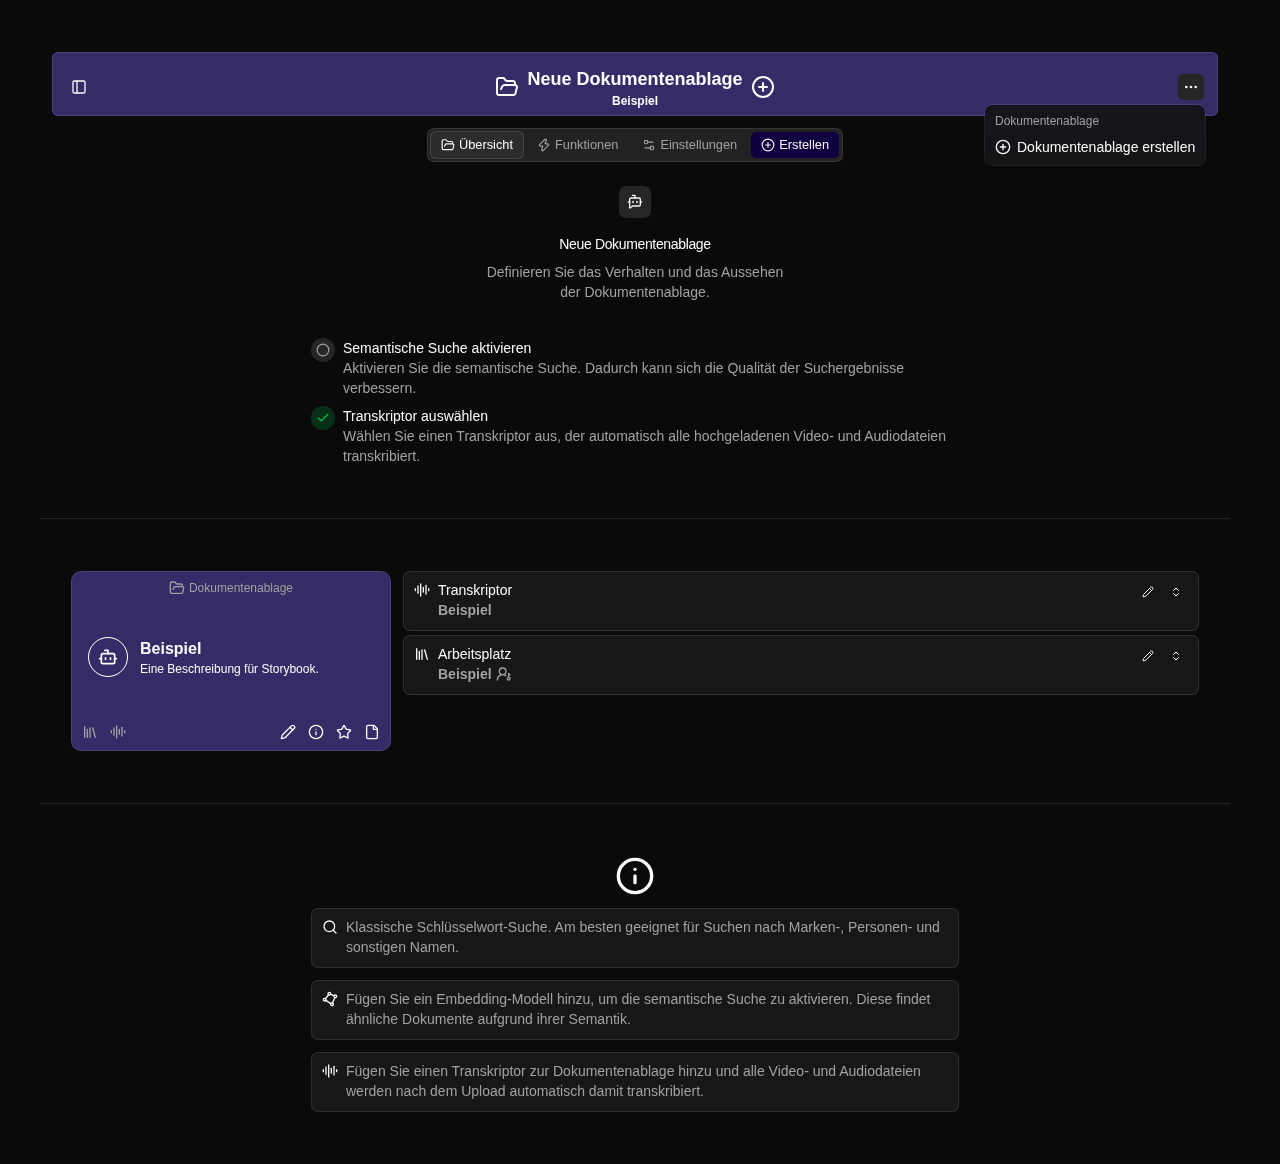 Neue Dokumentenablage
Beispiel
Dokumentenablage
Dokumentenablage erstellen
Übersicht
Funktionen
Einstellungen
Erstellen
Neue Dokumentenablage
Definieren Sie das Verhalten und das Aussehen
der Dokumentenablage.
Semantische Suche aktivieren
Aktivieren Sie die semantische Suche. Dadurch kann sich die Qualität der Suchergebnisse
verbessern.
Transkriptor auswählen
Wählen Sie einen Transkriptor aus, der automatisch alle hochgeladenen Video- und Audiodateien
transkribiert.
Dokumentenablage
Beispiel
Eine Beschreibung für Storybook.
Transkriptor
Beispiel
Arbeitsplatz
Beispiel
Klassische Schlüsselwort-Suche. Am besten geeignet für Suchen nach Marken-, Personen- und
sonstigen Namen.
Fügen Sie ein Embedding-Modell hinzu, um die semantische Suche zu aktivieren. Diese findet
ähnliche Dokumente aufgrund ihrer Semantik.
Fügen Sie einen Transkriptor zur Dokumentenablage hinzu und alle Video- und Audiodateien
werden nach dem Upload automatisch damit transkribiert.